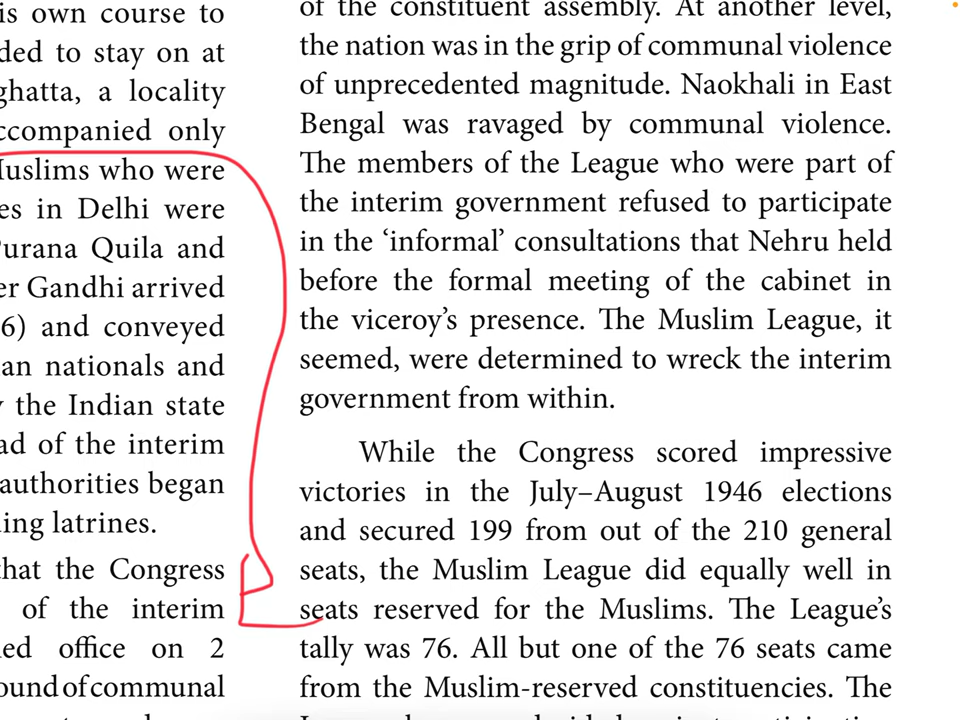 is own course to
ded to stay on at
ghatta, a locality
ccompanied only
Muslims who were
es in Delhi were
Purana Quila and
er Gandhi arrived
6) and conveyed
an nationals and
the Indian state
ad of the interim
authorities began
ing latrines.
that the Congress
of the interim
ed office on 2
ound of communal
of the constituent assembly. At another level,
the nation was in the grip of communal violence
of unprecedented magnitude. Naokhali in East
Bengal was ravaged by communal violence.
The members of the League who were part of
the interim government refused to participate
in the ‘informal’ consultations that Nehru held
before the formal meeting of the cabinet in
the viceroy’s presence. The Muslim League, it
seemed, were determined to wreck the interim
government from within.
While the Congress scored impressive
victories in the July–August 1946 elections
and secured 199 from out of the 210 general
seats, the Muslim League did equally well in
seats reserved for the Muslims. The League’s
tally was 76. All but one of the 76 seats came
from the Muslim-reserved constituencies. The